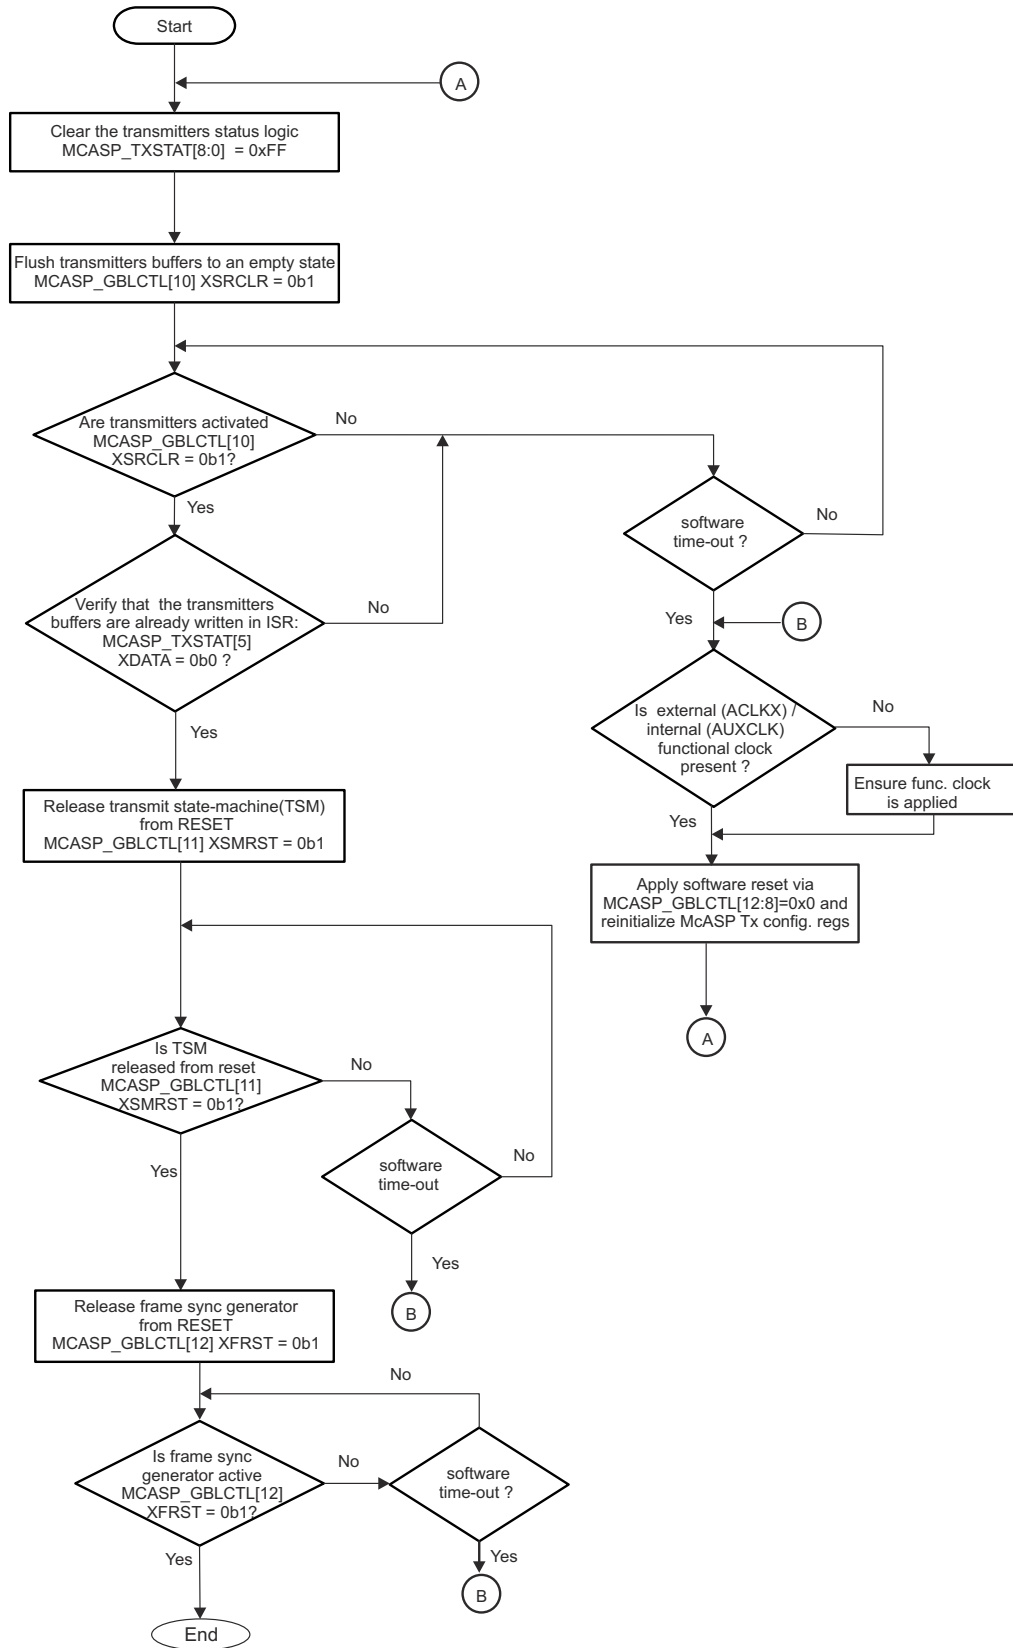 Start
A
Clear the transmitters status logic
MCASP_TXSTAT[8:0] = 0xFF
Flush transmitters buffers to an empty state
MCASP_GBLCTL[10] XSRCLR = 0b1
Are transmitters activated
MCASP_GBLCTL[10]
XSRCLR = 0b1?
No
Yes
software
time-out ?
No
Yes
Verify that the transmitters
buffers are already written in ISR:
MCASP_TXSTAT[5]
XDATA = 0b0 ?
No
Yes
B
Is external (ACLKX) /
internal (AUXCLK)
functional clock
present ?
No
Yes
Ensure func. clock
is applied
Release transmit state-machine(TSM)
from RESET
MCASP_GBLCTL[11] XSMRST = 0b1
Apply software reset via
MCASP_GBLCTL[12:8]=0x0 and
reinitialize McASP Tx config. regs
A
Is TSM
released from reset
MCASP_GBLCTL[11]
XSMRST = 0b1?
No
Yes
software
time-out
No
Yes
B
Release frame sync generator
from RESET
MCASP_GBLCTL[12] XFRST = 0b1
No
Is frame sync
generator active
MCASP_GBLCTL[12]
XFRST = 0b1?
No
Yes
software
time-out ?
Yes
B
End